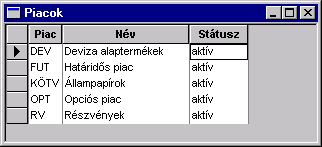 Piacok
Piac Név Státusz
DEV Deviza alaptermékek aktív
FUT Határidős piac aktív
KÖTV Állampapírok aktív
OPT Opciós piac aktív
RV Részvények aktív